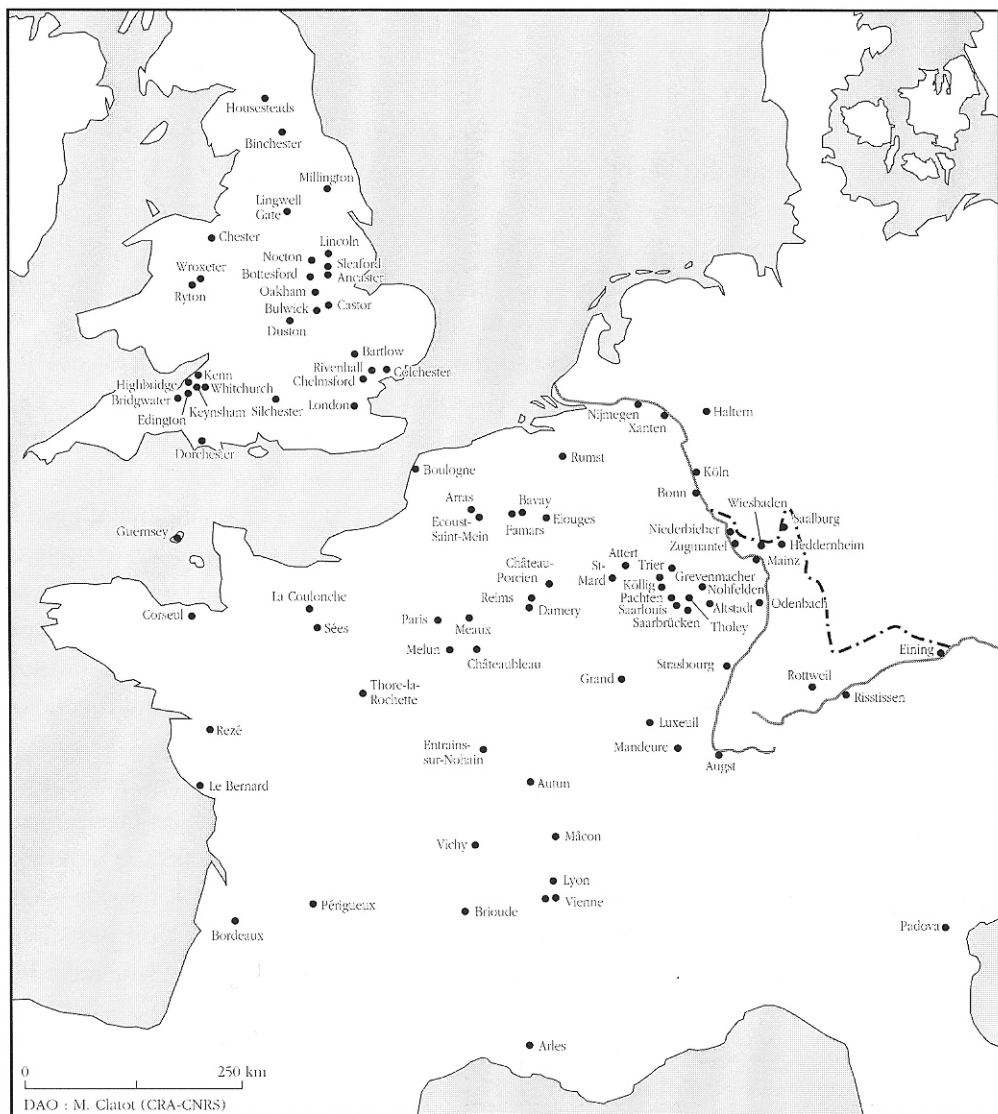 Housesteads
Binchester
Millington
Lingwell
Gate
Chester
Lincoln
Nocton
Sleaford
Wroxeter
Bottesford
Ancaster
Ryton
Oakham
Bulwick
Castor
Duston
Bartlow
Rivenhall
Colchester
Kenn
Chelmsford
Highbridge
Whitchurch
Bridgwater
Keynsham
Silchester
London
Edington
Dorchester
Nijmegen
Xanten
Haltern
Boulogne
Rumst
Köln
Bonn
Arras
Bavay
Wiesbaden
Ecoust-
Saint-Mein
Famars
Elouges
Saalburg
Guernsey
Niederbieber
Zugmantel
Heddernheim
Mainz
Attert
Trier
St-
Mard
Château-
Porcien
Grevenmacher
Köllig
Nohfelden
La Coulonche
Reims
Pachten
Damery
Saarlouis
Altstadt
Odenbach
Corseul
Sées
Paris
Meaux
Saarbrücken
Tholey
Melun
Châteaubleau
Strasbourg
Eining
Grand
Rottweil
Thore-la-
Rochette
Risstissen
Rezé
Luxeuil
Entrains-
sur-Nohain
Mandeure
Augst
Le Bernard
Autun
Vichy
Mâcon
Lyon
Périgueux
Brioude
Vienne
Bordeaux
Padova
Arles
0 250 km
DAO : M. Clatot (CRA-CNRS)